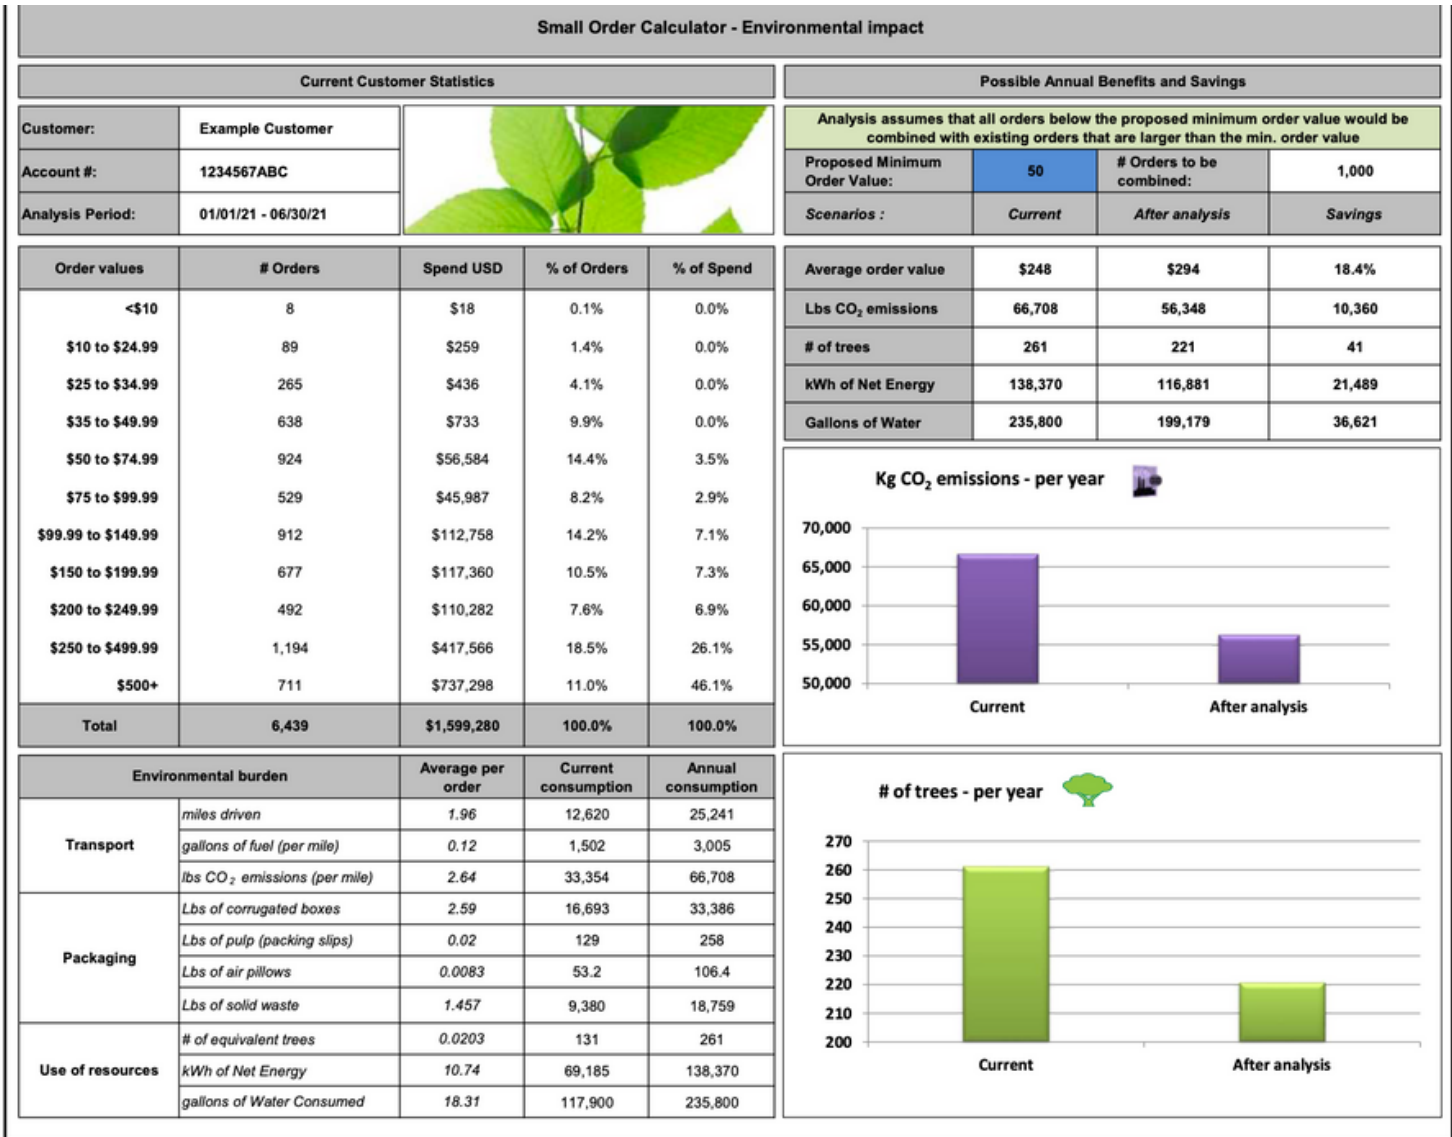 Small Order Calculator - Environmental impact
Current Customer Statistics
Customer: Example Customer
Account #: 1234567ABC
Analysis Period: 01/01/21 - 06/30/21
Order values # Orders Spend USD % of Orders % of Spend
<$10 8 $18 0.1% 0.0%
$10 to $24.99 89 $259 1.4% 0.0%
$25 to $34.99 265 $436 4.1% 0.0%
$35 to $49.99 638 $733 9.9% 0.0%
$50 to $74.99 924 $56,584 14.4% 3.5%
$75 to $99.99 529 $45,987 8.2% 2.9%
$99.99 to $149.99 912 $112,758 14.2% 7.1%
$150 to $199.99 677 $117,360 10.5% 7.3%
$200 to $249.99 492 $110,282 7.6% 6.9%
$250 to $499.99 1,194 $417,566 18.5% 26.1%
$500+ 711 $737,298 11.0% 46.1%
Total 6,439 $1,599,280 100.0% 100.0%
Environmental burden Average per order Current consumption Annual consumption
Transport
miles driven 1.96 12,620 25,241
gallons of fuel (per mile) 0.12 1,502 3,005
lbs CO₂ emissions (per mile) 2.64 33,354 66,708
Packaging
Lbs of corrugated boxes 2.59 16,693 33,386
Lbs of pulp (packing slips) 0.02 129 258
Lbs of air pillows 0.0083 53.2 106.4
Lbs of solid waste 1.457 9,380 18,759
Use of resources
# of equivalent trees 0.0203 131 261
kWh of Net Energy 10.74 69,185 138,370
gallons of Water Consumed 18.31 117,900 235,800
Possible Annual Benefits and Savings
Analysis assumes that all orders below the proposed minimum order value would be
combined with existing orders that are larger than the min. order value
Proposed Minimum Order Value: 50 # Orders to be combined: 1,000
Scenarios : Current After analysis Savings
Average order value $248 $294 18.4%
Lbs CO₂ emissions 66,708 56,348 10,360
# of trees 261 221 41
kWh of Net Energy 138,370 116,881 21,489
Gallons of Water 235,800 199,179 36,621
Kg CO₂ emissions - per year
70,000
65,000
60,000
55,000
50,000
Current After analysis
# of trees - per year
270
260
250
240
230
220
210
200
Current After analysis